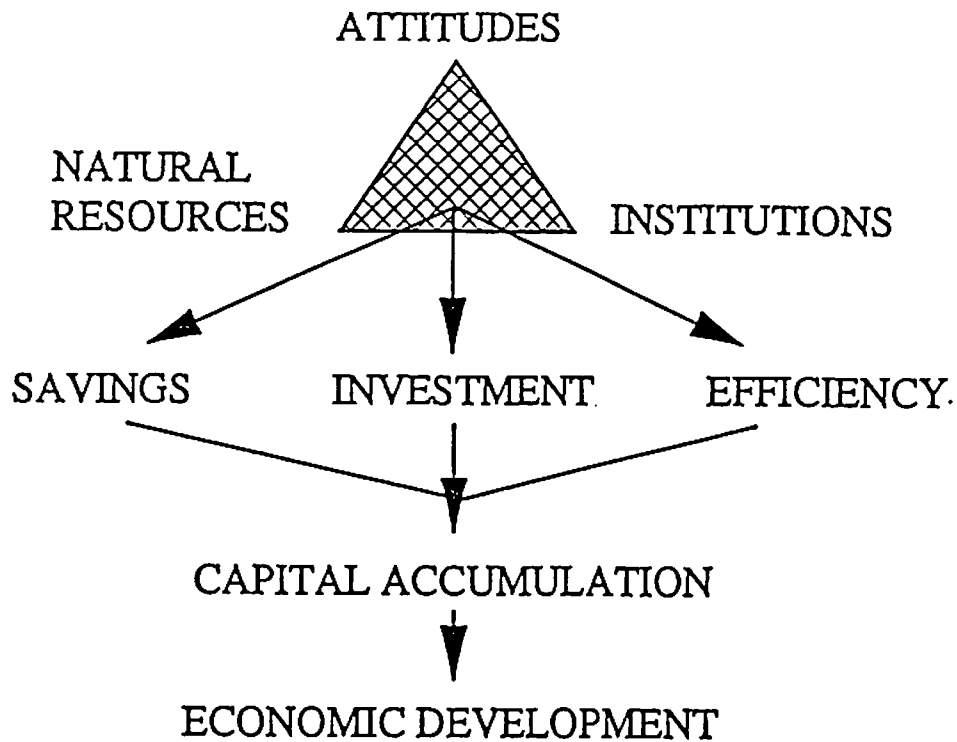 ATTITUDES
NATURAL
RESOURCES
INSTITUTIONS
SAVINGS
INVESTMENT
EFFICIENCY
CAPITAL ACCUMULATION
ECONOMIC DEVELOPMENT